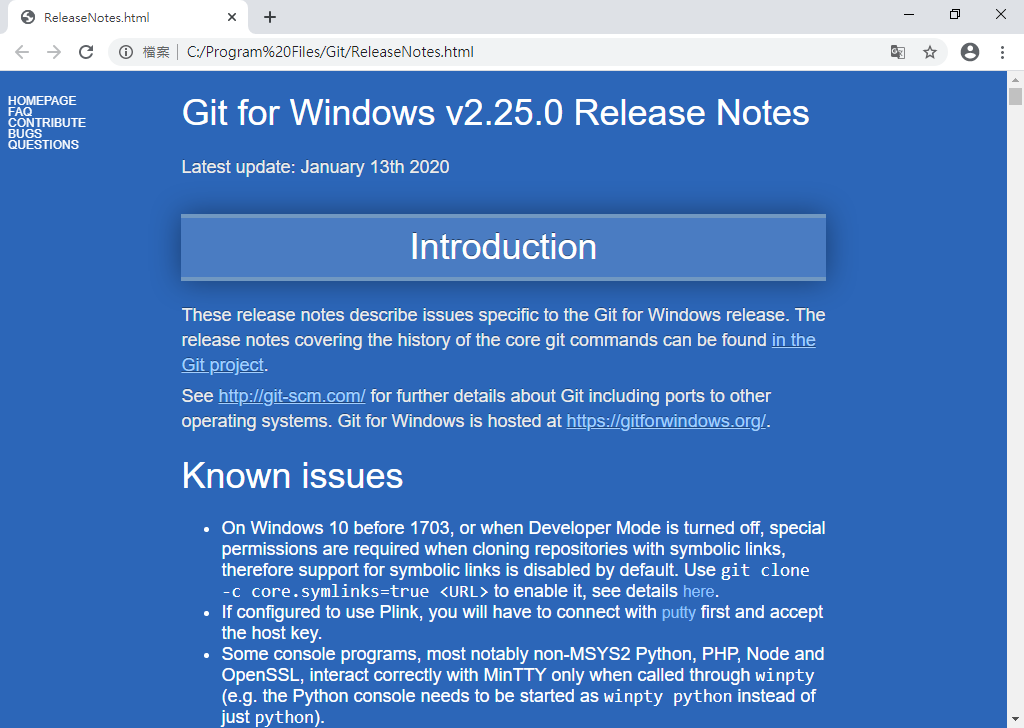 ReleaseNotes.html
檔案 | C:/Program%20Files/Git/ReleaseNotes.html
HOMEPAGE
FAQ
CONTRIBUTE
BUGS
QUESTIONS
Git for Windows v2.25.0 Release Notes
Latest update: January 13th 2020
Introduction
These release notes describe issues specific to the Git for Windows release. The
release notes covering the history of the core git commands can be found in the
Git project.
See http://git-scm.com/ for further details about Git including ports to other
operating systems. Git for Windows is hosted at https://gitforwindows.org/.
Known issues
• On Windows 10 before 1703, or when Developer Mode is turned off, special
permissions are required when cloning repositories with symbolic links,
therefore support for symbolic links is disabled by default. Use git clone
-c core.symlinks=true <URL> to enable it, see details here.
• If configured to use Plink, you will have to connect with putty first and accept
the host key.
• Some console programs, most notably non-MSYS2 Python, PHP, Node and
OpenSSL, interact correctly with MinTTY only when called through winpty
(e.g. the Python console needs to be started as winpty python instead of
just python).